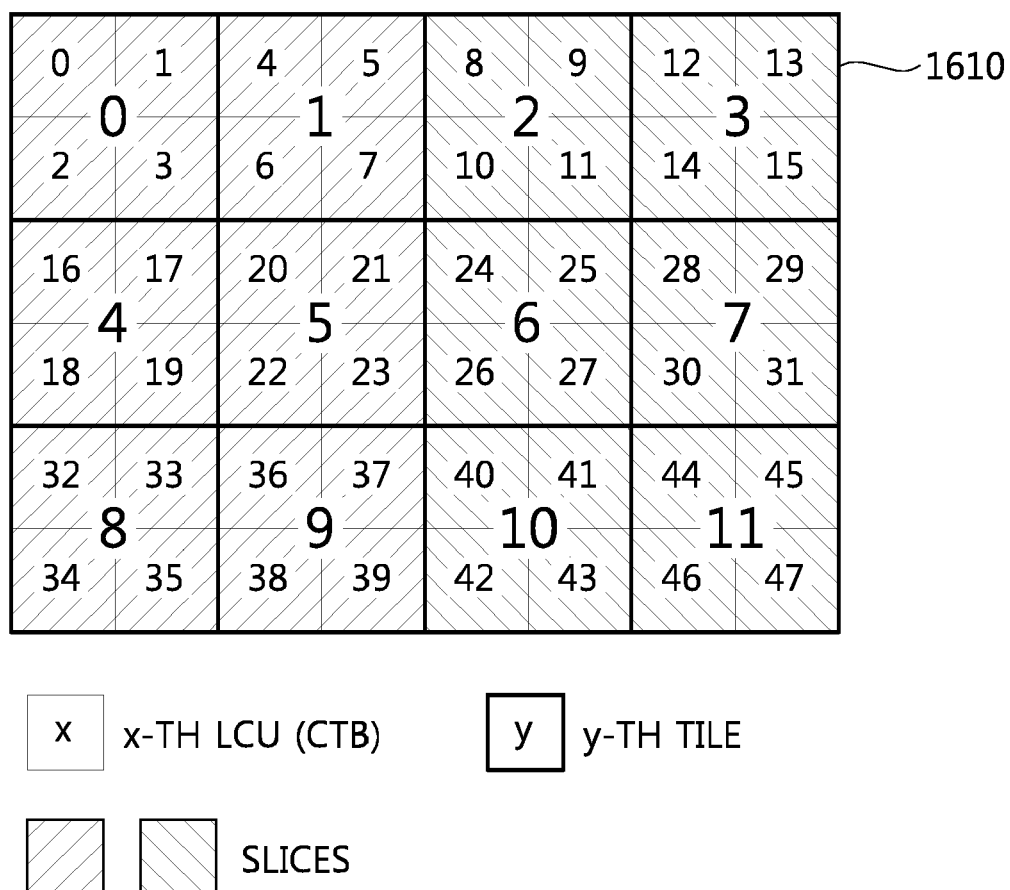 0 1 4 5 8 9 12 13
0 1 2 3 1610
2 3 6 7 10 11 14 15
16 17 20 21 24 25 28 29
4 5 6 7
18 19 22 23 26 27 30 31
32 33 36 37 40 41 44 45
8 9 10 11
34 35 38 39 42 43 46 47
x x-TH LCU (CTB) y y-TH TILE
SLICES